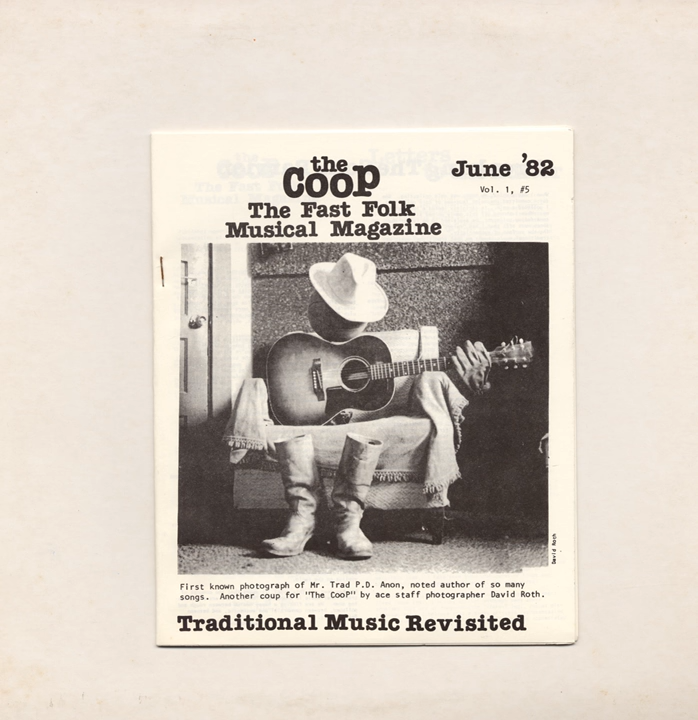 the
CooP
June '82
Vol. 1, #5
The Fast Folk
Musical Magazine
David Roth
First known photograph of Mr. Trad P.D. Anon, noted author of so many
songs. Another coup for "The CooP" by ace staff photographer David Roth.
Traditional Music Revisited